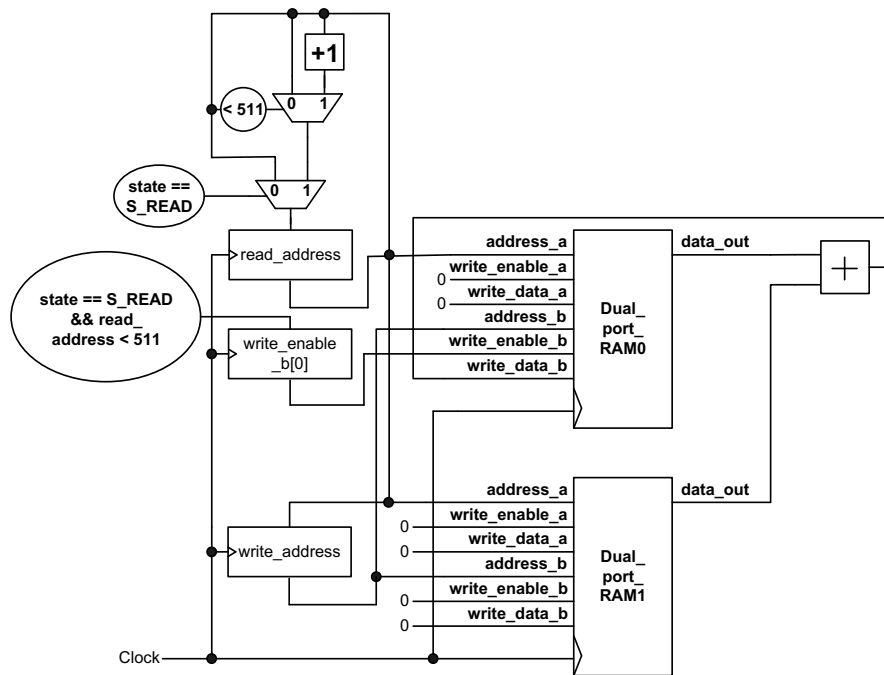 +1
0 1
< 511
0 1
state ==
S_READ
read_address
state == S_READ
&& read_
address < 511
write_enable
_b[0]
address_a
0 write_enable_a
0 write_data_a
address_b
write_enable_b
write_data_b
Dual_
port_
RAM0
data_out
+
write_address
address_a
0 write_enable_a
0 write_data_a
address_b
0 write_enable_b
0 write_data_b
Dual_
port_
RAM1
data_out
Clock